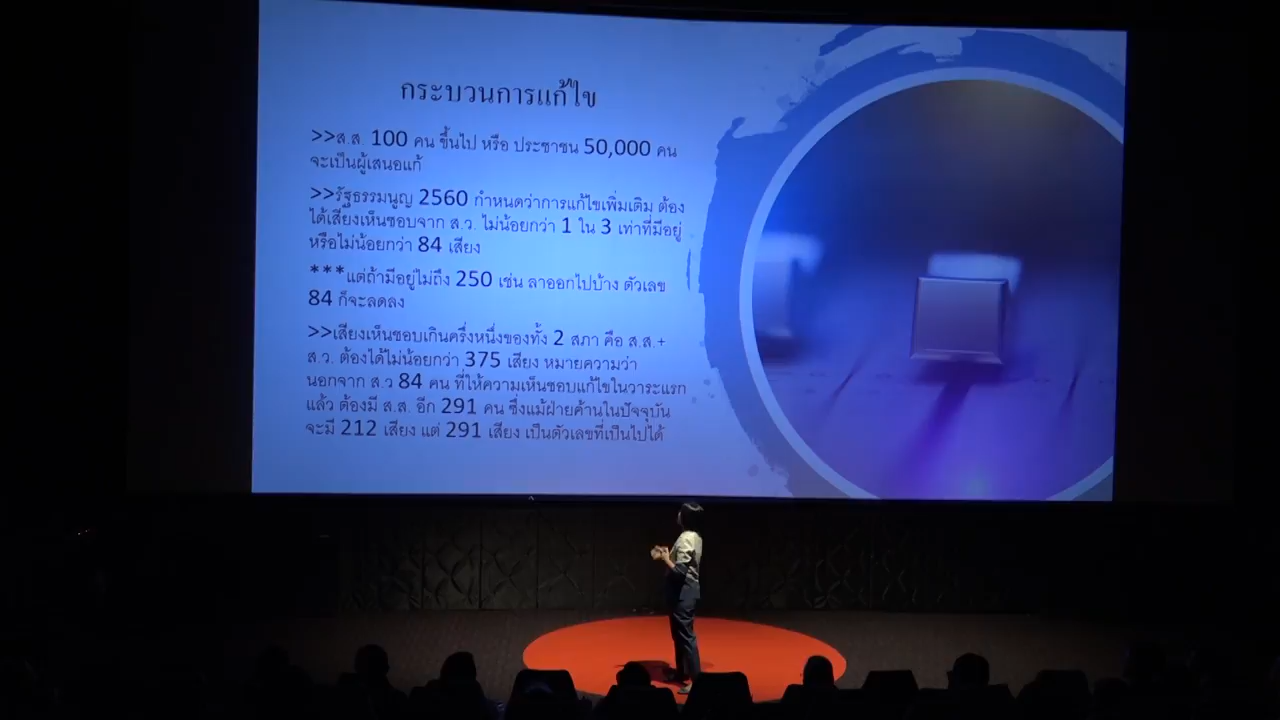 กระบวนการแก้ไข
>>ส.ส. 100 คน ขึ้นไป หรือ ประชาชน 50,000 คน
จะเป็นผู้เสนอแก้
>>รัฐธรรมนูญ 2560 กำหนดว่าการแก้ไขเพิ่มเติม ต้อง
ได้เสียงเห็นชอบจาก ส.ว. ไม่น้อยกว่า 1 ใน 3 เท่าที่มีอยู่
หรือไม่น้อยกว่า 84 เสียง
***แต่ถ้ามีอยู่ไม่ถึง 250 เช่น ลาออกไปบ้าง ตัวเลข
84 ก็จะลดลง
>>เสียงเห็นชอบเกินครึ่งหนึ่งของทั้ง 2 สภา คือ ส.ส.+
ส.ว. ต้องได้ไม่น้อยกว่า 375 เสียง หมายความว่า
นอกจาก ส.ว 84 คน ที่ให้ความเห็นชอบแก้ไขในวาระแรก
แล้ว ต้องมี ส.ส. อีก 291 คน ซึ่งแม้ฝ่ายค้านในปัจจุบัน
จะมี 212 เสียง แต่ 291 เสียง เป็นตัวเลขที่เป็นไปได้